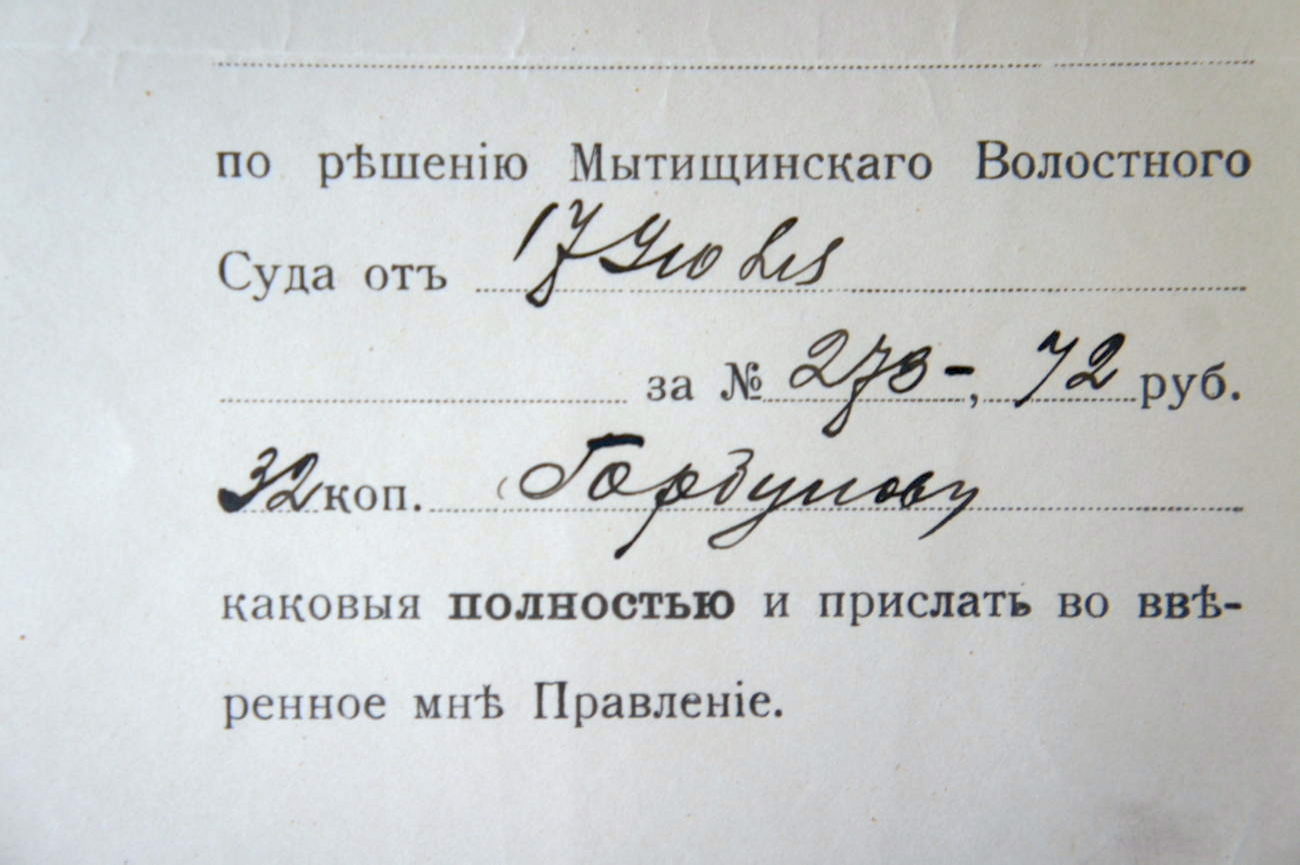 по рѣшенію Мытищинскаго Волостного
Суда отъ 17 Июля
за № 273-, 72 руб.
32 коп. Горбунову
каковыя полностью и прислать во ввѣ-
ренное мнѣ Правленіе.